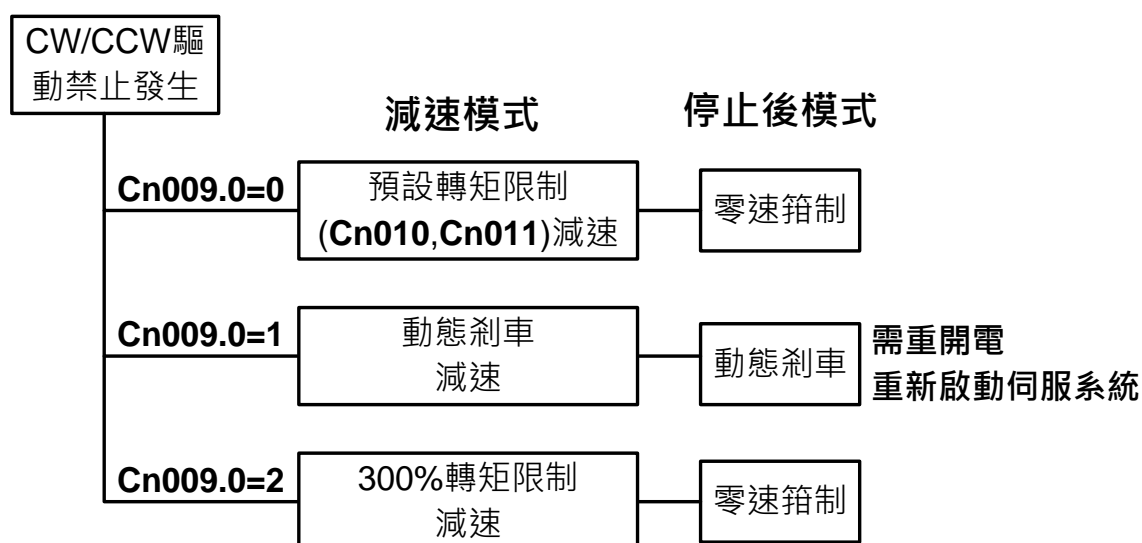 CW/CCW驅
動禁止發生
減速模式
停止後模式
Cn009.0=0
預設轉矩限制
(Cn010,Cn011)減速
零速箝制
Cn009.0=1
動態剎車
減速
動態剎車
需重開電
重新啟動伺服系統
Cn009.0=2
300%轉矩限制
減速
零速箝制